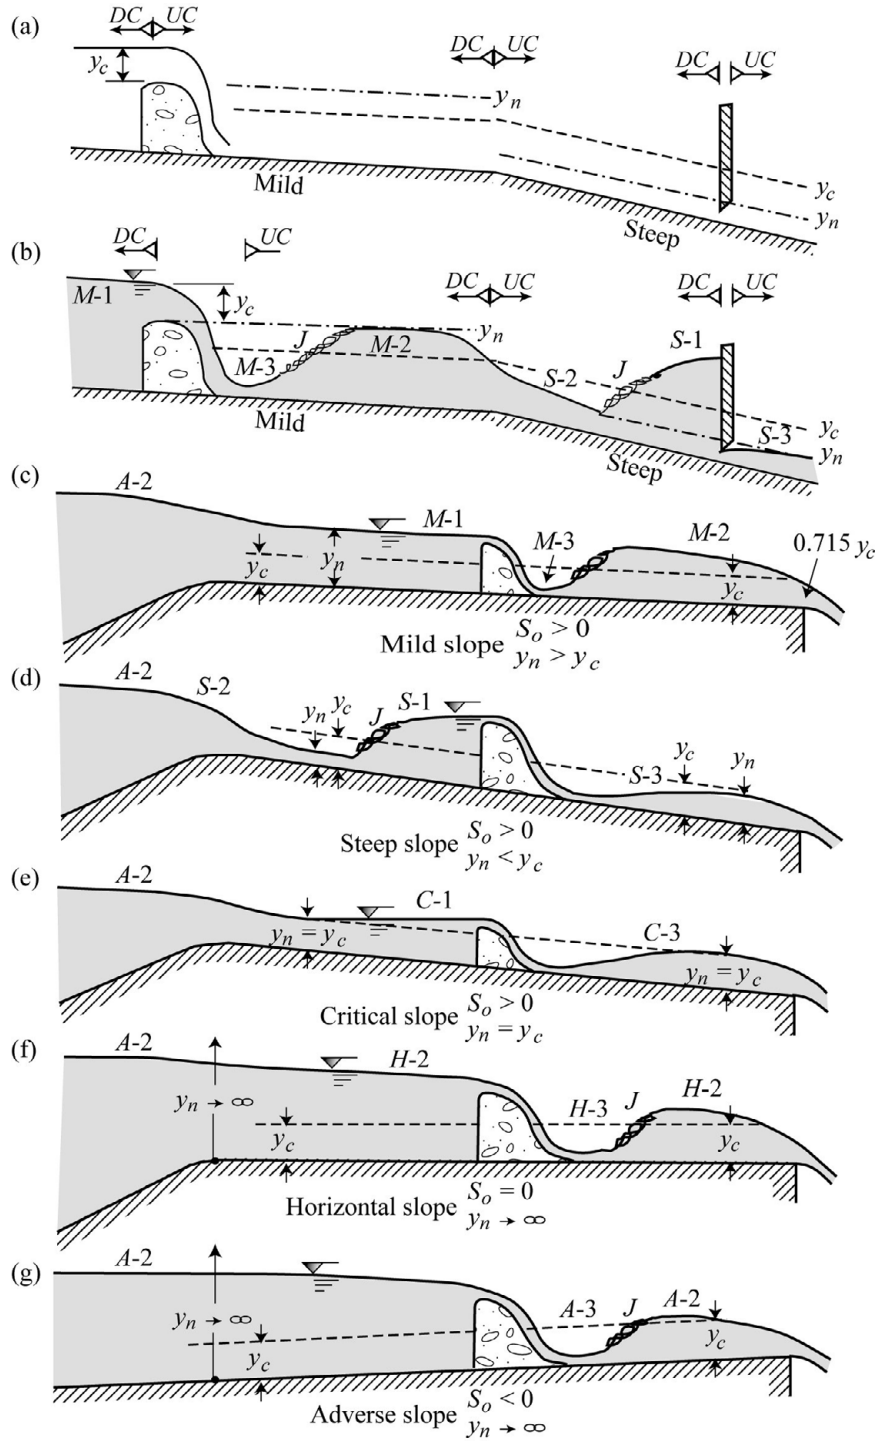 (a)
DC UC
DC UC
DC UC
y_c
y_n
Mild
Steep
y_c
y_n
(b)
DC UC
DC UC
DC UC
M-1
y_c
y_n
M-3
J
M-2
S-2
J
S-1
S-3
y_c
y_n
Mild
Steep
(c)
A-2
M-1
M-3
M-2
0.715 y_c
y_c
y_n
y_c
Mild slope
S_o > 0
y_n > y_c
(d)
A-2
S-2
y_n
y_c
J
S-1
S-3
y_c
y_n
Steep slope
S_o > 0
y_n < y_c
(e)
A-2
C-1
y_n = y_c
C-3
y_n = y_c
Critical slope
S_o > 0
y_n = y_c
(f)
A-2
H-2
y_n → ∞
y_c
H-3
J
H-2
y_c
Horizontal slope
S_o = 0
y_n → ∞
(g)
A-2
y_n → ∞
y_c
A-3
J
A-2
y_c
Adverse slope
S_o < 0
y_n → ∞